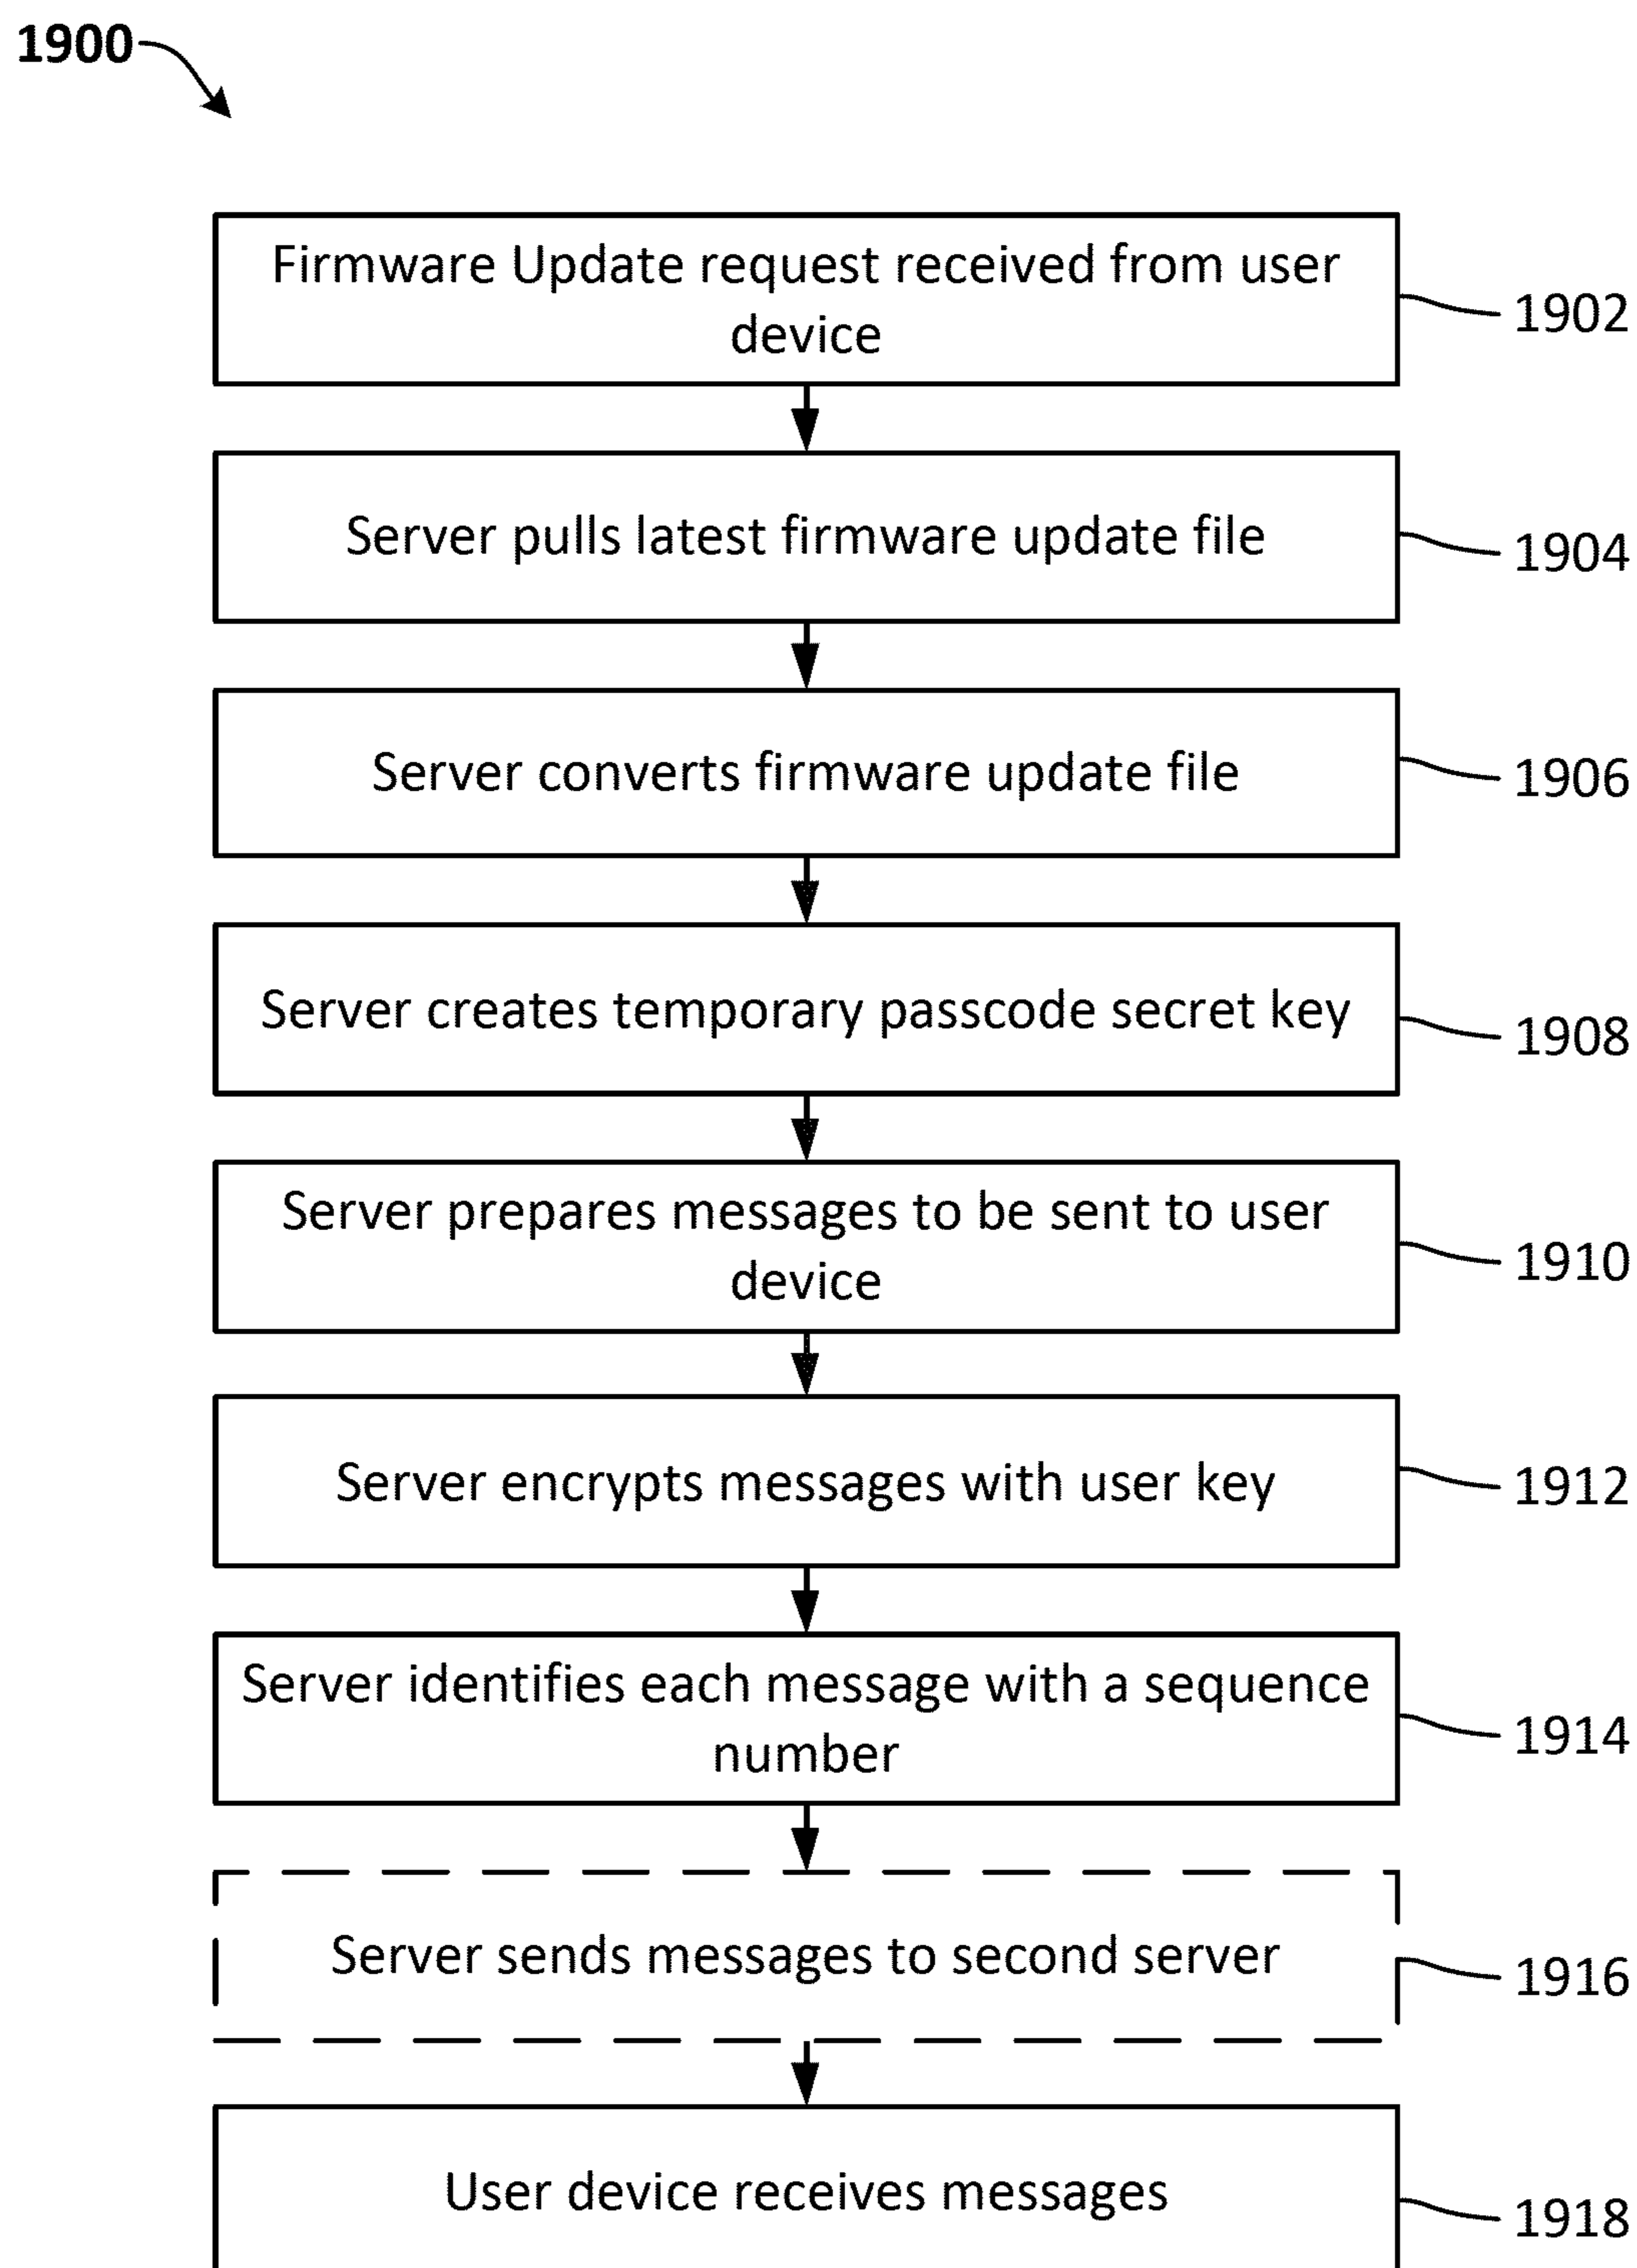 1900
Firmware Update request received from user
device
1902
Server pulls latest firmware update file
1904
Server converts firmware update file
1906
Server creates temporary passcode secret key
1908
Server prepares messages to be sent to user
device
1910
Server encrypts messages with user key
1912
Server identifies each message with a sequence
number
1914
Server sends messages to second server
1916
User device receives messages
1918